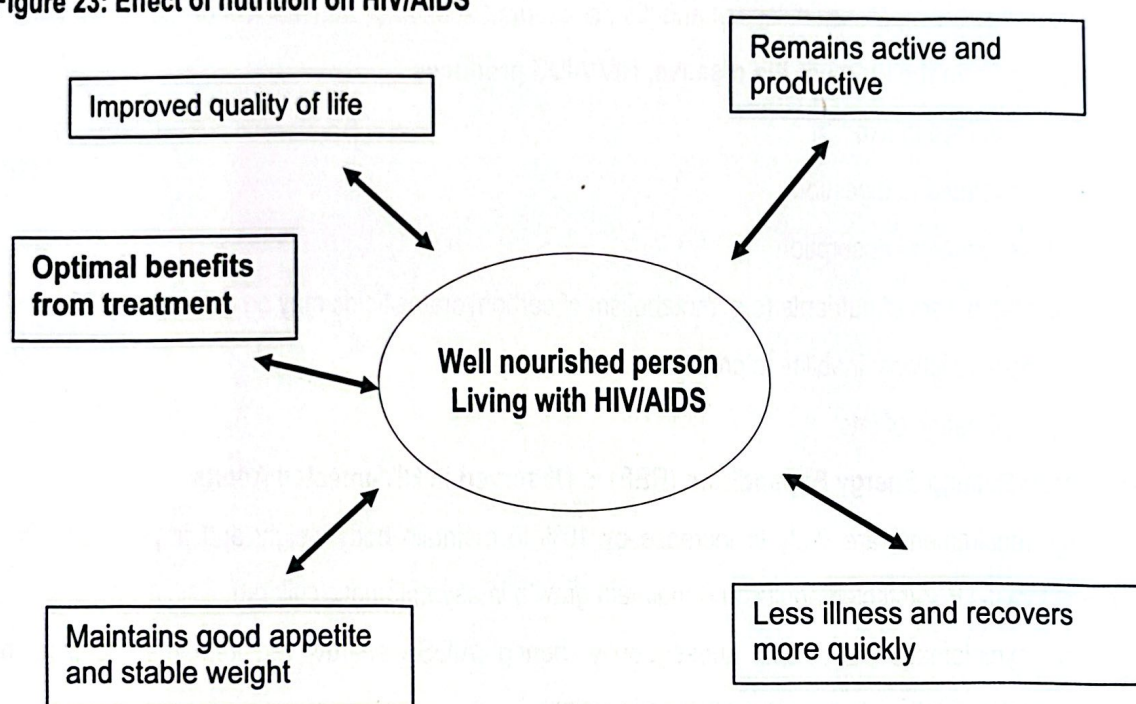 Figure 23: Effect of nutrition on HIV/AIDS
Remains active and
productive
Improved quality of life
Optimal benefits
from treatment
Well nourished person
Living with HIV/AIDS
Maintains good appetite
and stable weight
Less illness and recovers
more quickly